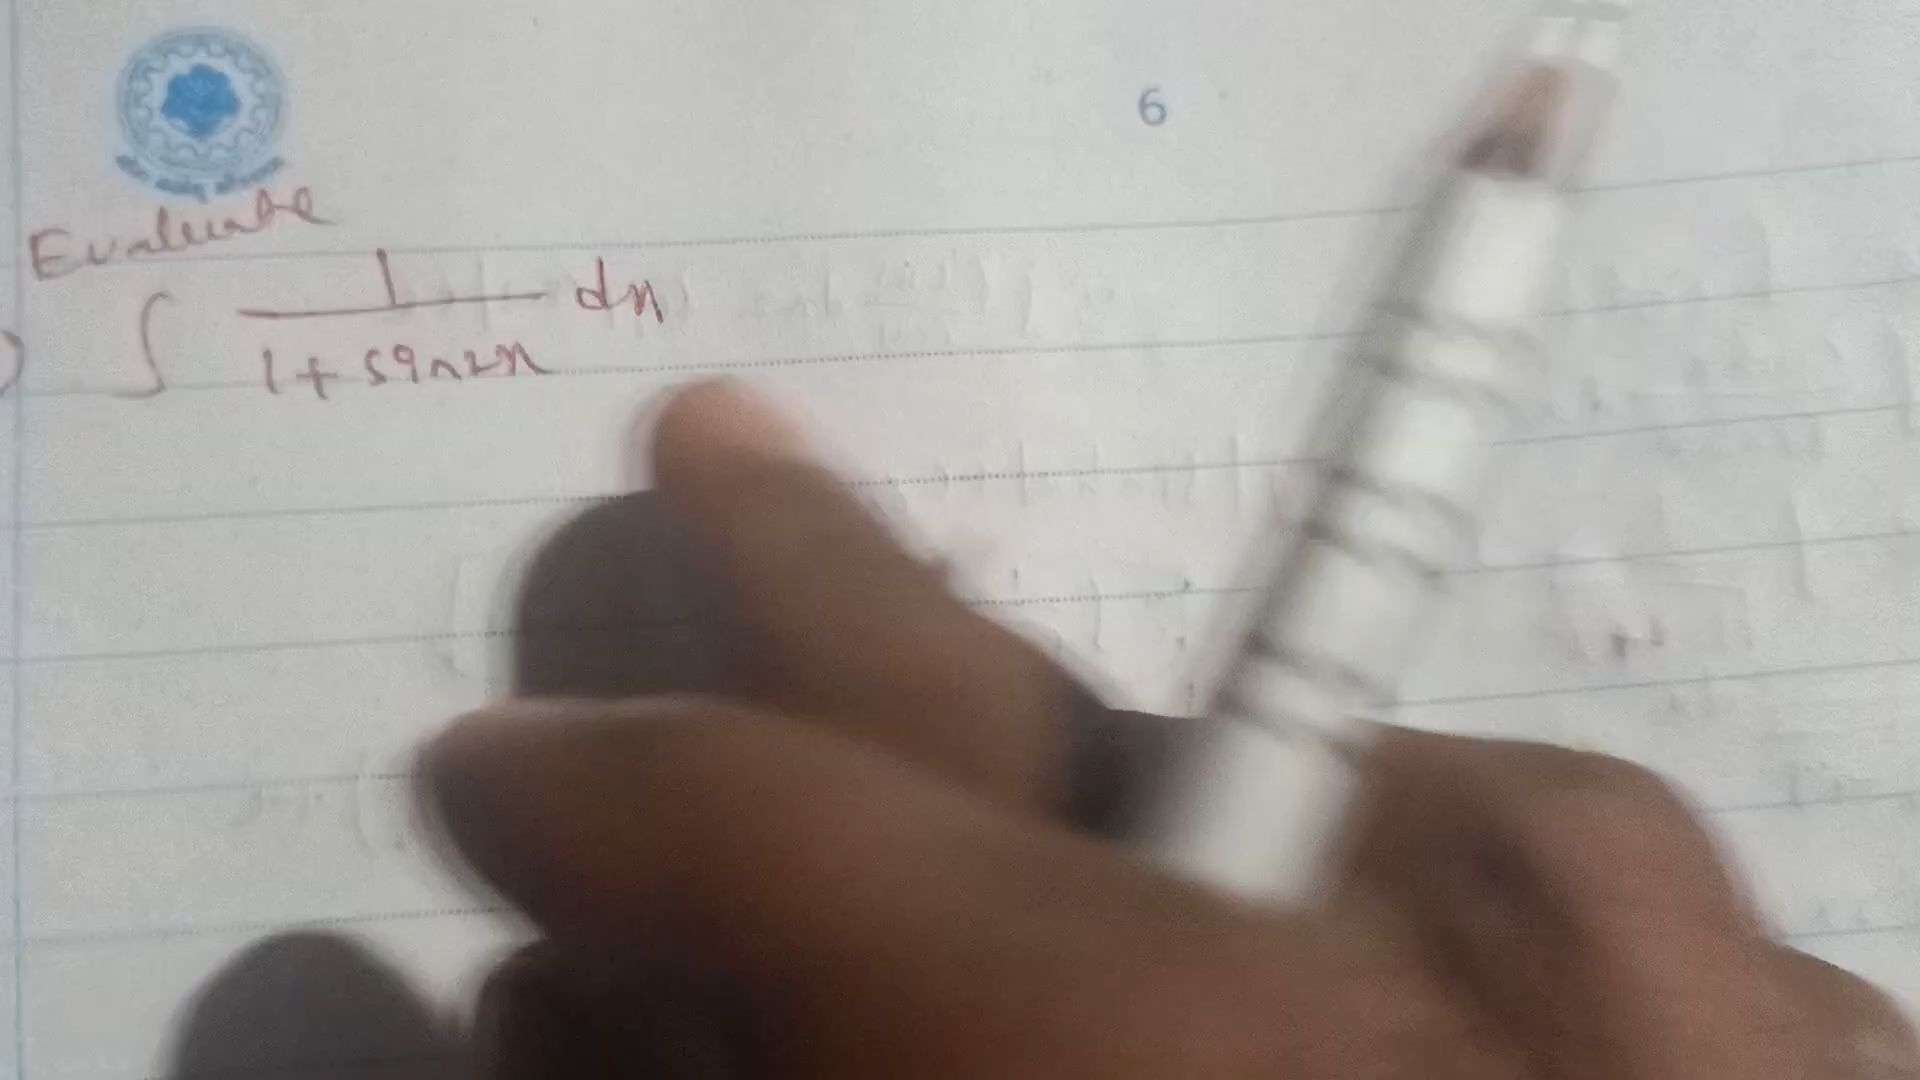 6
Evaluate
∫ 1 / (1 + sin2x) dx